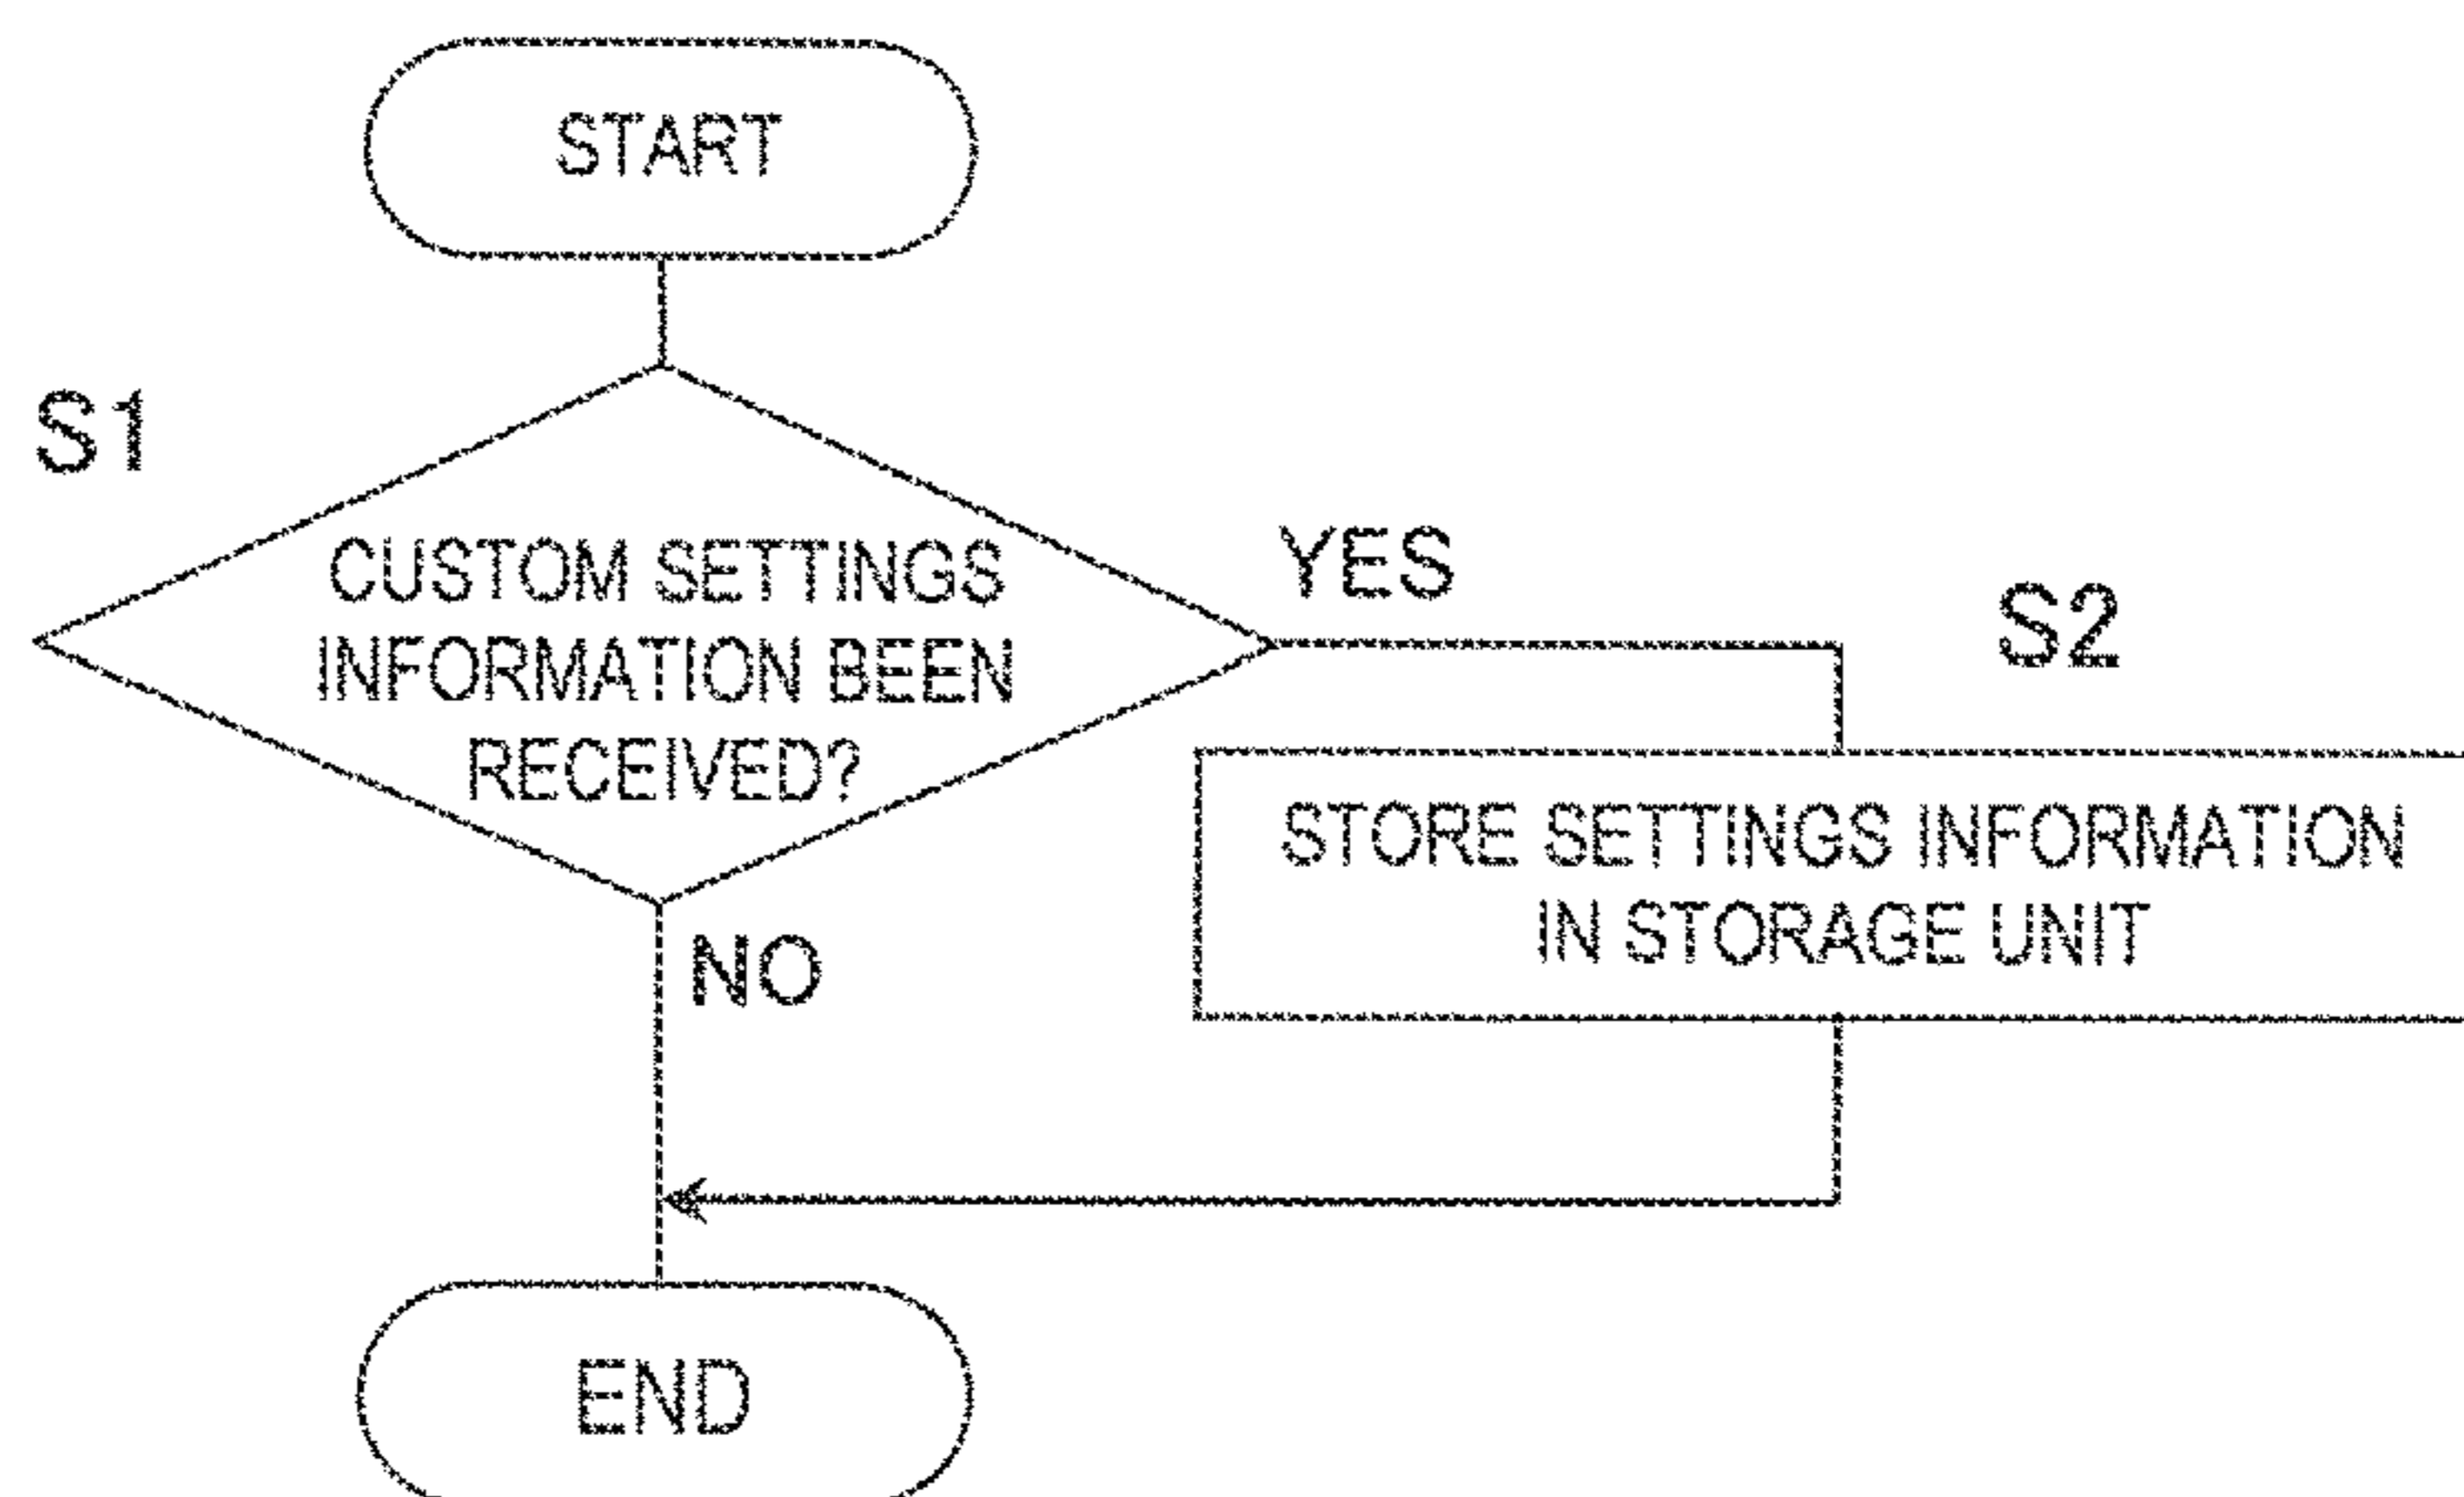 START
S1
CUSTOM SETTINGS
INFORMATION BEEN
RECEIVED?
YES
S2
STORE SETTINGS INFORMATION
IN STORAGE UNIT
NO
END